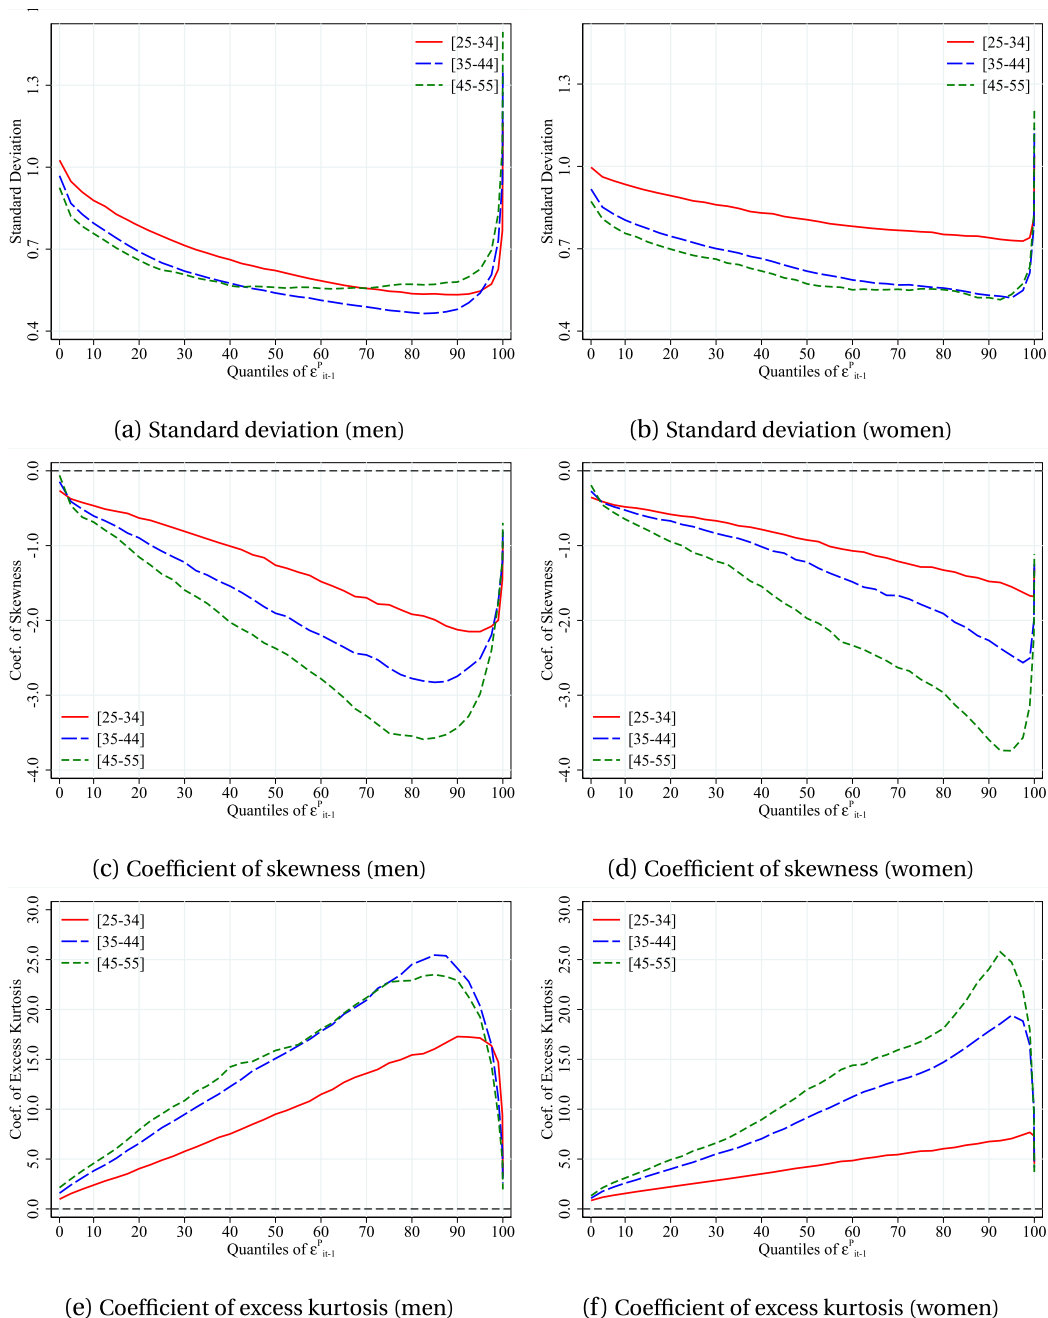 1
1.3
1.0
0.7
0.4
Standard Deviation
[25-34]
[35-44]
[45-55]
0 10 20 30 40 50 60 70 80 90 100
Quantiles of ε^P_it-1
(a) Standard deviation (men)
1.3
1.0
0.7
0.4
Standard Deviation
[25-34]
[35-44]
[45-55]
0 10 20 30 40 50 60 70 80 90 100
Quantiles of ε^P_it-1
(b) Standard deviation (women)
0.0
-1.0
-2.0
-3.0
-4.0
Coef. of Skewness
[25-34]
[35-44]
[45-55]
0 10 20 30 40 50 60 70 80 90 100
Quantiles of ε^P_it-1
(c) Coefficient of skewness (men)
0.0
-1.0
-2.0
-3.0
-4.0
Coef. of Skewness
[25-34]
[35-44]
[45-55]
0 10 20 30 40 50 60 70 80 90 100
Quantiles of ε^P_it-1
(d) Coefficient of skewness (women)
30.0
25.0
20.0
15.0
10.0
5.0
0.0
Coef. of Excess Kurtosis
[25-34]
[35-44]
[45-55]
0 10 20 30 40 50 60 70 80 90 100
Quantiles of ε^P_it-1
(e) Coefficient of excess kurtosis (men)
30.0
25.0
20.0
15.0
10.0
5.0
0.0
Coef. of Excess Kurtosis
[25-34]
[35-44]
[45-55]
0 10 20 30 40 50 60 70 80 90 100
Quantiles of ε^P_it-1
(f) Coefficient of excess kurtosis (women)